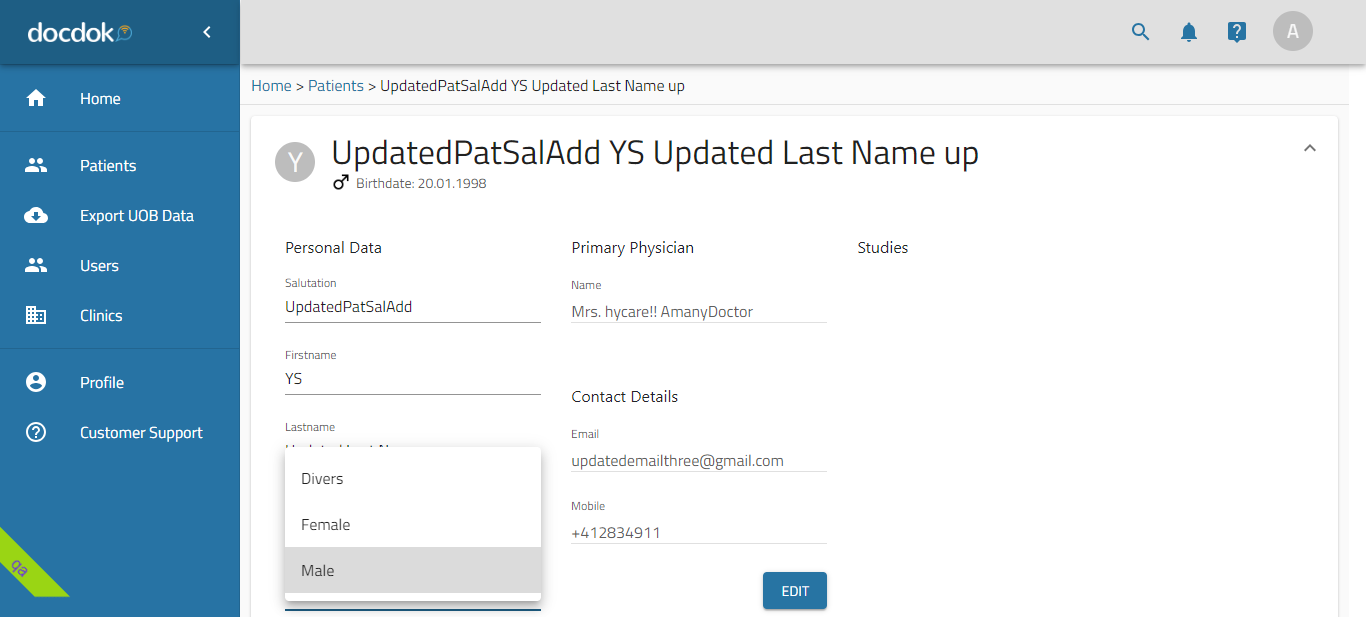 docdok
A
Home
Patients
Export UOB Data
Users
Clinics
Profile
Customer Support
qa
Home > Patients > UpdatedPatSalAdd YS Updated Last Name up
Y
UpdatedPatSalAdd YS Updated Last Name up
Birthdate: 20.01.1998
Personal Data
Salutation
UpdatedPatSalAdd
Firstname
YS
Lastname
Divers
Female
Male
Primary Physician
Name
Mrs. hycare!! AmanyDoctor
Contact Details
Email
updatedemailthree@gmail.com
Mobile
+412834911
EDIT
Studies